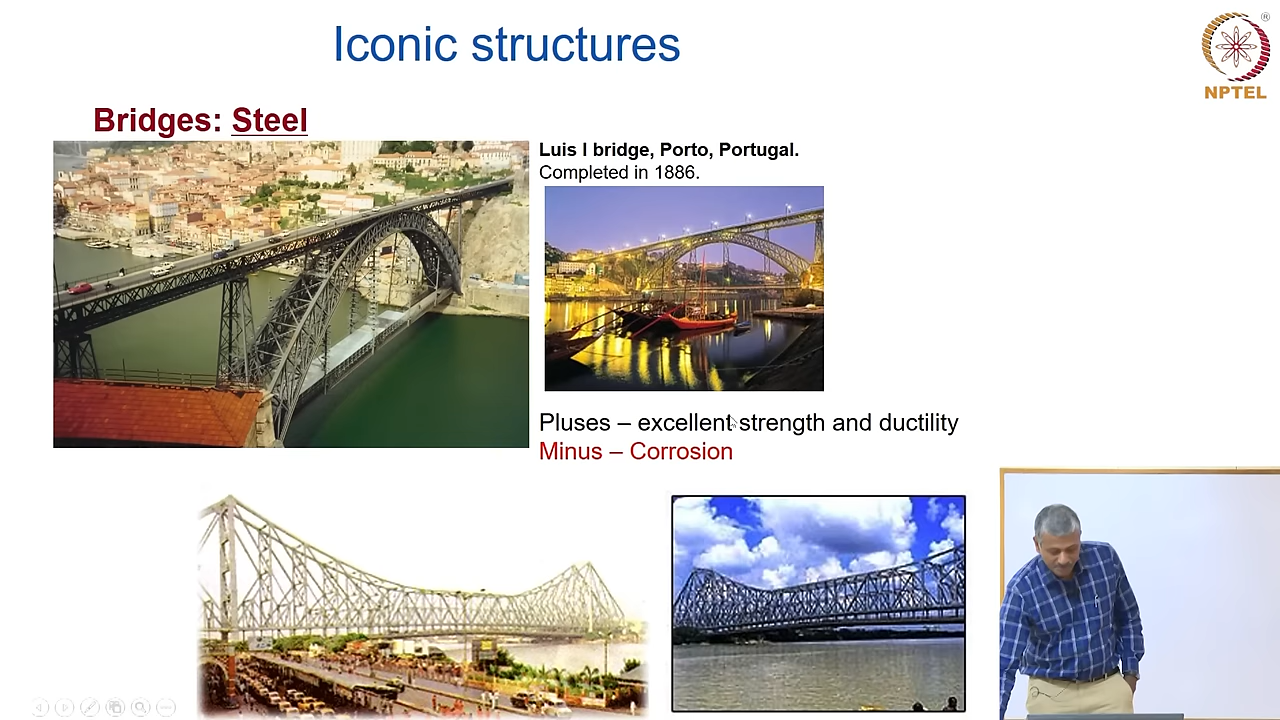 Iconic structures
®
NPTEL
Bridges: Steel
Luis I bridge, Porto, Portugal.
Completed in 1886.
Pluses – excellent strength and ductility
Minus – Corrosion